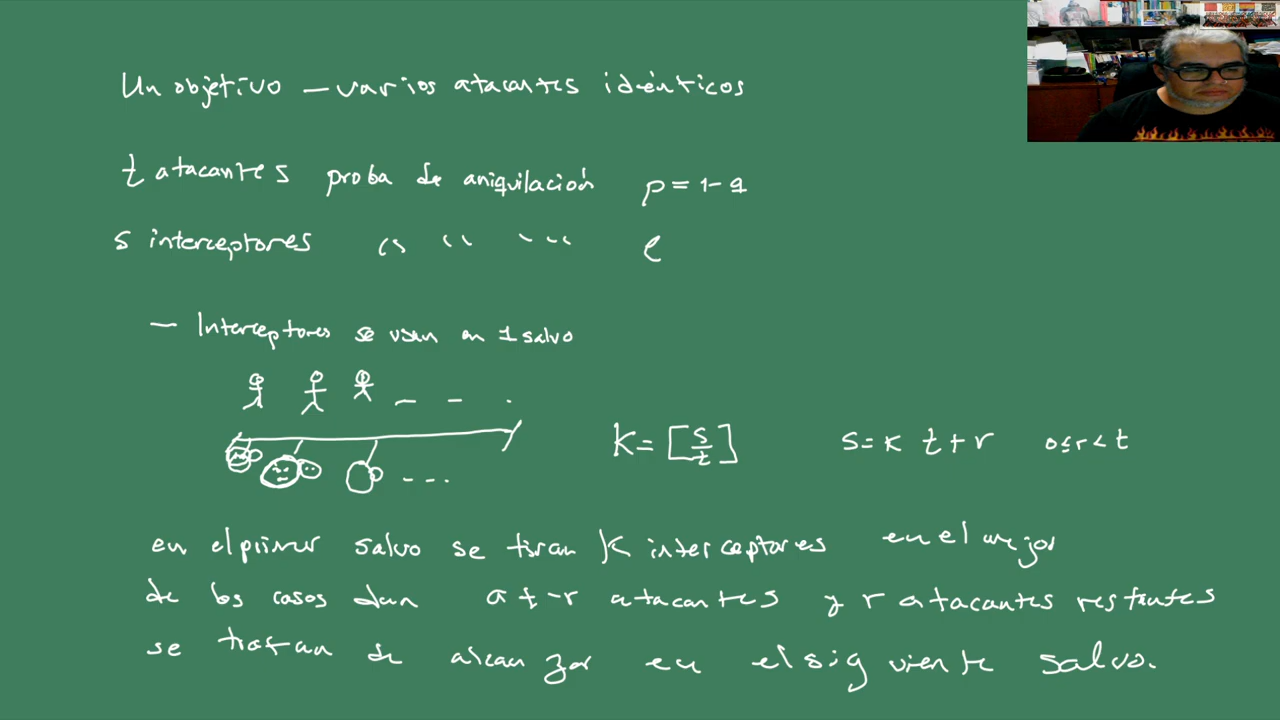 Un objetivo — varios atacantes idénticos
t atacantes proba de aniquilación p = 1 - q
s interceptores " " " " e
— Interceptores se usan en 1 salvo
K = [s/t] s = K t + r 0 ≤ r < t
en el primer salvo se tiran K interceptores en el mejor
de los casos dan a t-r atacantes y r atacantes restantes
se tratan de alcanzar en el siguiente salvo.